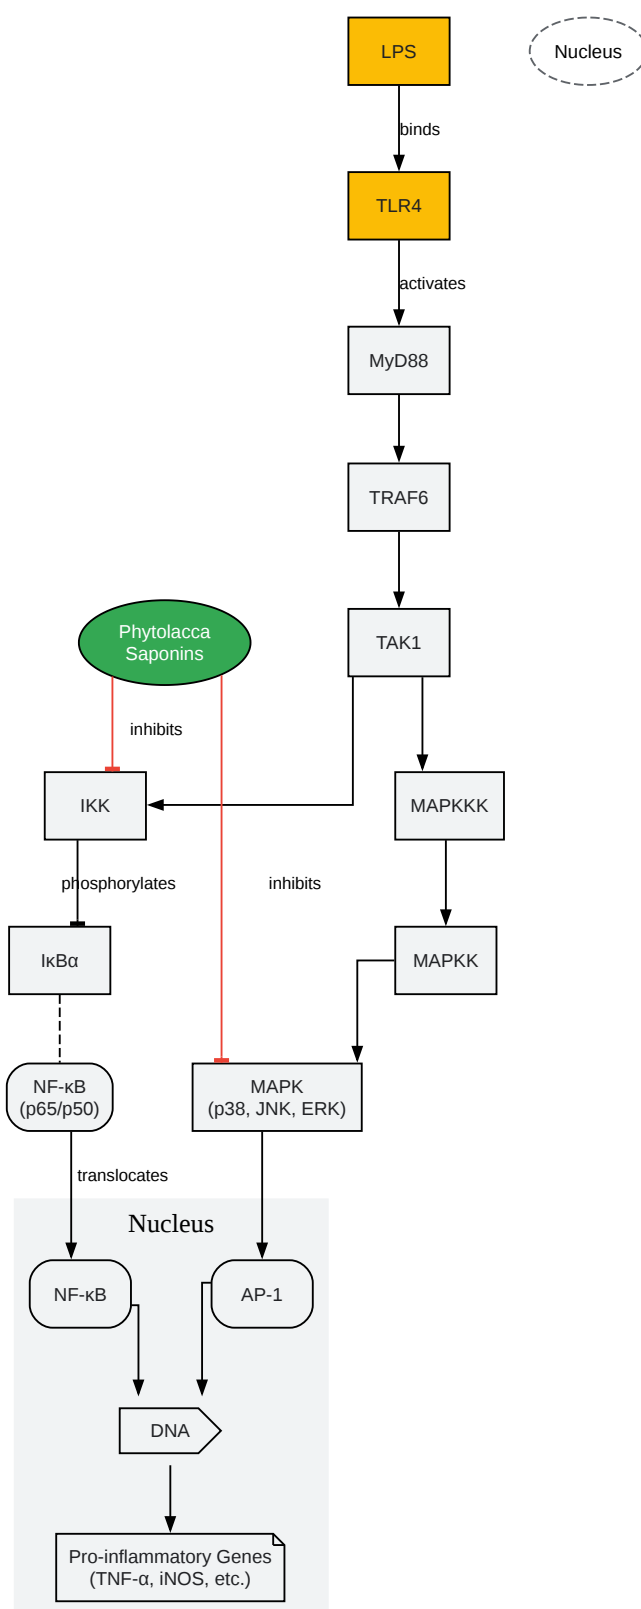 LPS
Nucleus
binds
TLR4
activates
MyD88
TRAF6
Phytolacca
Saponins
TAK1
inhibits
IKK
MAPKKK
phosphorylates
inhibits
IκBα
MAPKK
NF-κB
(p65/p50)
MAPK
(p38, JNK, ERK)
translocates
Nucleus
NF-κB
AP-1
DNA
Pro-inflammatory Genes
(TNF-α, iNOS, etc.)